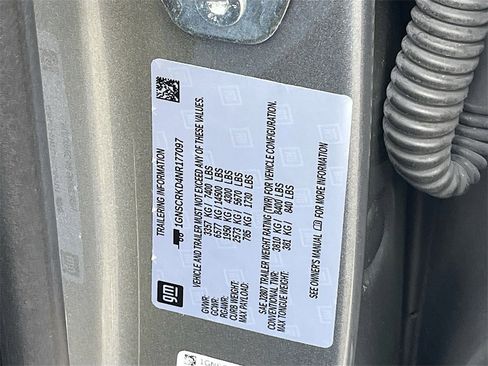 TRAILERING INFORMATION
1GNSCRKD4NR177097
VEHICLE AND TRAILER MUST NOT EXCEED ANY OF THESE VALUES.
GVWR: 3357 KG / 7400 LBS
GCWR: 6577 KG / 14500 LBS
RGAWR: 1950 KG / 4300 LBS
CURB WEIGHT: 2573 KG / 5670 LBS
MAX PAYLOAD: 785 KG / 1730 LBS
SAE J2807 TRAILER WEIGHT RATING (TWR) FOR VEHICLE CONFIGURATION.
CONVENTIONAL TWR: 3810 KG / 8400 LBS
MAX TONGUE WEIGHT: 381 KG / 840 LBS
SEE OWNER'S MANUAL FOR MORE INFORMATION
gm